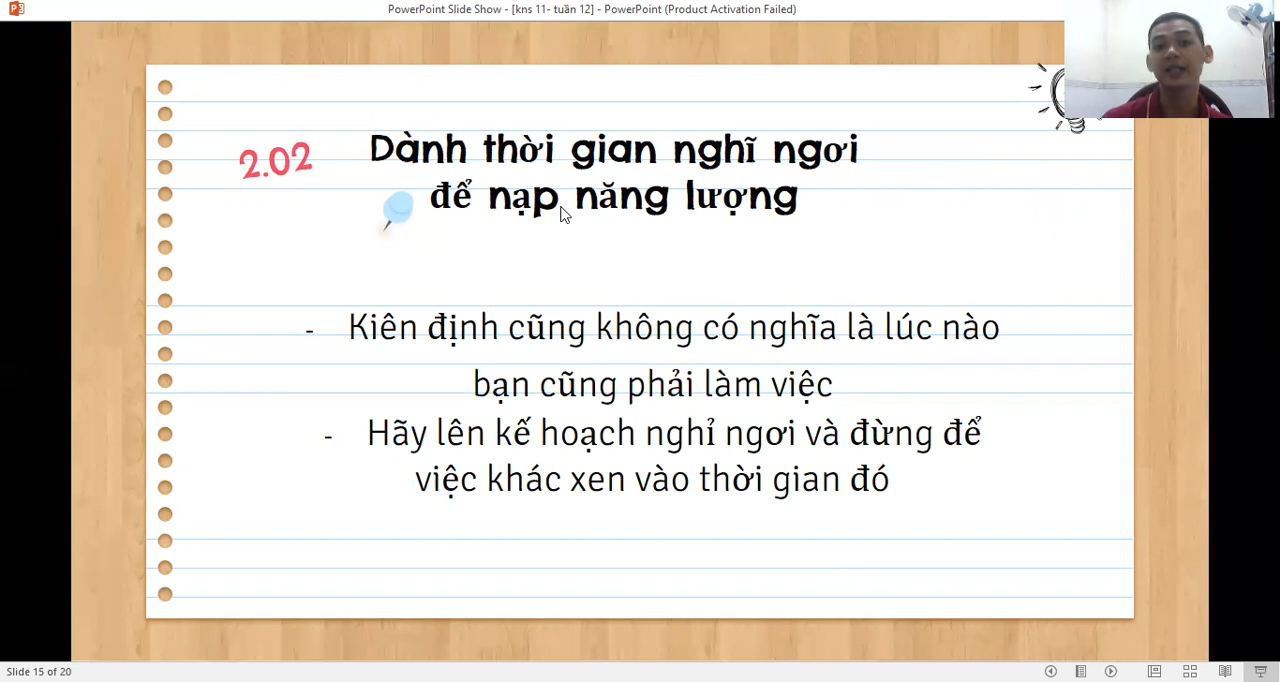 PowerPoint Slide Show - [kns 11- tuần 12] - PowerPoint (Product Activation Failed)
2.02
Dành thời gian nghĩ ngơi
để nạp năng lượng
- Kiên định cũng không có nghĩa là lúc nào
bạn cũng phải làm việc
- Hãy lên kế hoạch nghỉ ngơi và đừng để
việc khác xen vào thời gian đó
Slide 15 of 20